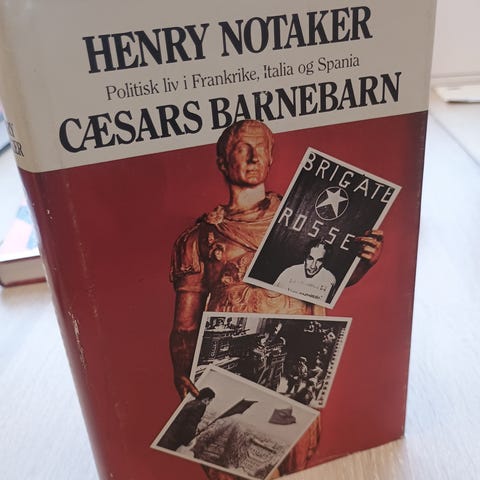 HENRY NOTAKER
Politisk liv i Frankrike, Italia og Spania
CÆSARS BARNEBARN
BRIGATE
ROSSE